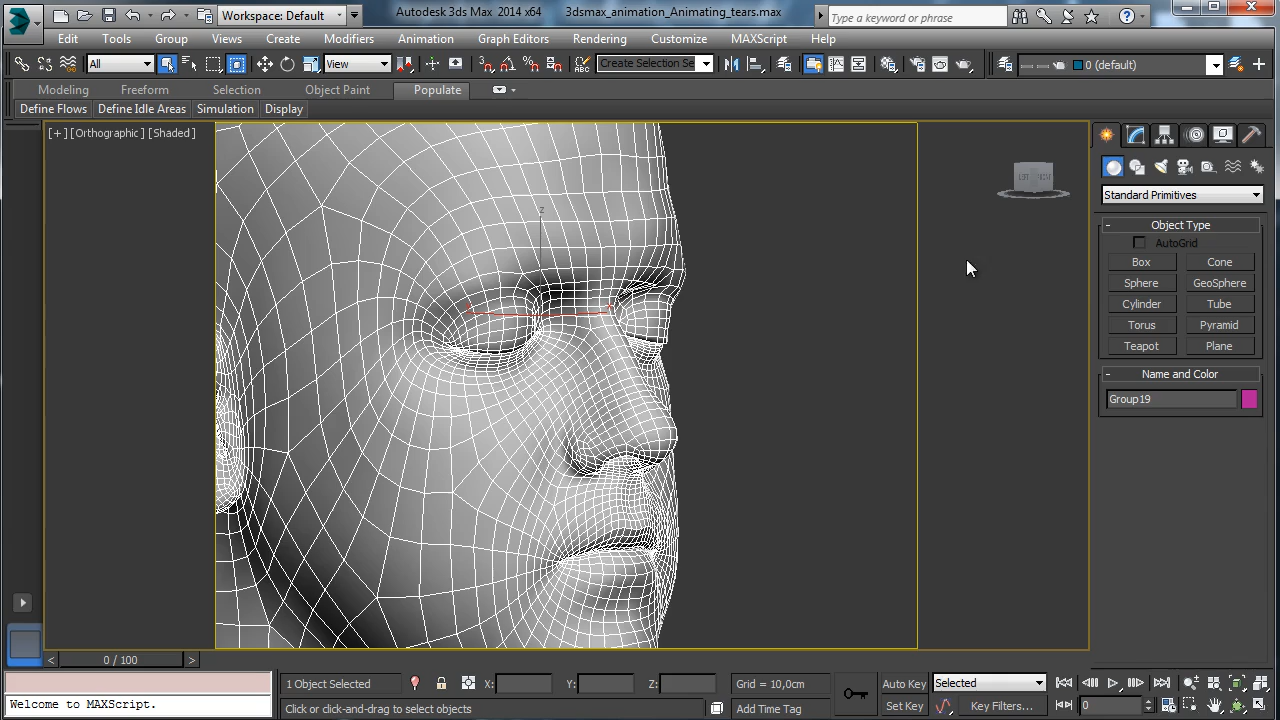 Workspace: Default
Autodesk 3ds Max 2014 x64
3dsmax_animation_Animating_tears.max
Type a keyword or phrase
Edit Tools Group Views Create Modifiers Animation Graph Editors Rendering Customize MAXScript Help
All
View
Create Selection Se
0 (default)
Modeling Freeform Selection Object Paint Populate
Define Flows Define Idle Areas Simulation Display
[+] [Orthographic] [Shaded]
z
Standard Primitives
- Object Type
AutoGrid
Box Cone
Sphere GeoSphere
Cylinder Tube
Torus Pyramid
Teapot Plane
- Name and Color
Group19
< 0 / 100 >
1 Object Selected
X: Y: Z:
Grid = 10,0cm
Auto Key
Selected
Welcome to MAXScript.
Click or click-and-drag to select objects
Add Time Tag
Set Key
Key Filters...
0